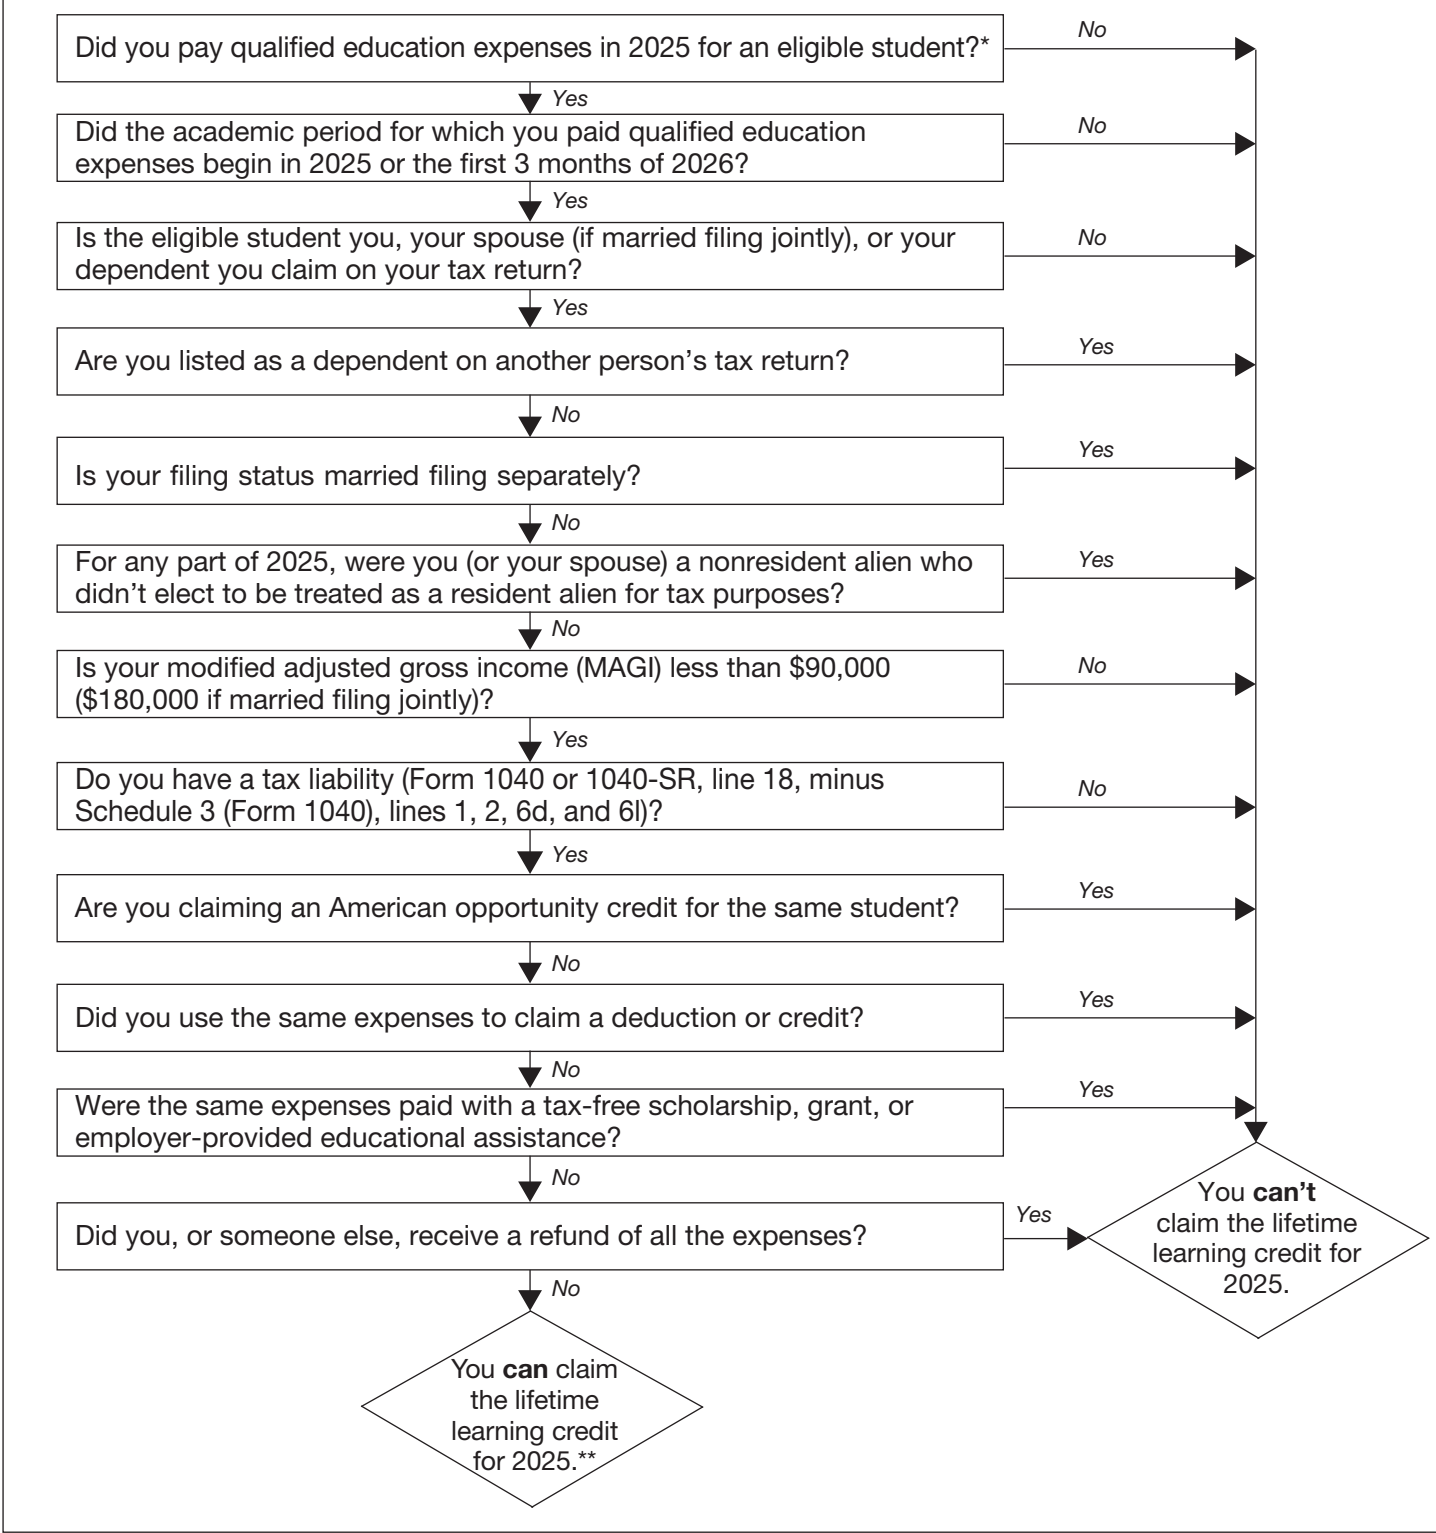 Did you pay qualified education expenses in 2025 for an eligible student?*
No
Yes
Did the academic period for which you paid qualified education
expenses begin in 2025 or the first 3 months of 2026?
No
Yes
Is the eligible student you, your spouse (if married filing jointly), or your
dependent you claim on your tax return?
No
Yes
Are you listed as a dependent on another person’s tax return?
Yes
No
Is your filing status married filing separately?
Yes
No
For any part of 2025, were you (or your spouse) a nonresident alien who
didn’t elect to be treated as a resident alien for tax purposes?
Yes
No
Is your modified adjusted gross income (MAGI) less than $90,000
($180,000 if married filing jointly)?
No
Yes
Do you have a tax liability (Form 1040 or 1040-SR, line 18, minus
Schedule 3 (Form 1040), lines 1, 2, 6d, and 6l)?
No
Yes
Are you claiming an American opportunity credit for the same student?
Yes
No
Did you use the same expenses to claim a deduction or credit?
Yes
No
Were the same expenses paid with a tax-free scholarship, grant, or
employer-provided educational assistance?
Yes
No
Did you, or someone else, receive a refund of all the expenses?
Yes
You can’t
claim the lifetime
learning credit for
2025.
No
You can claim
the lifetime
learning credit
for 2025.**